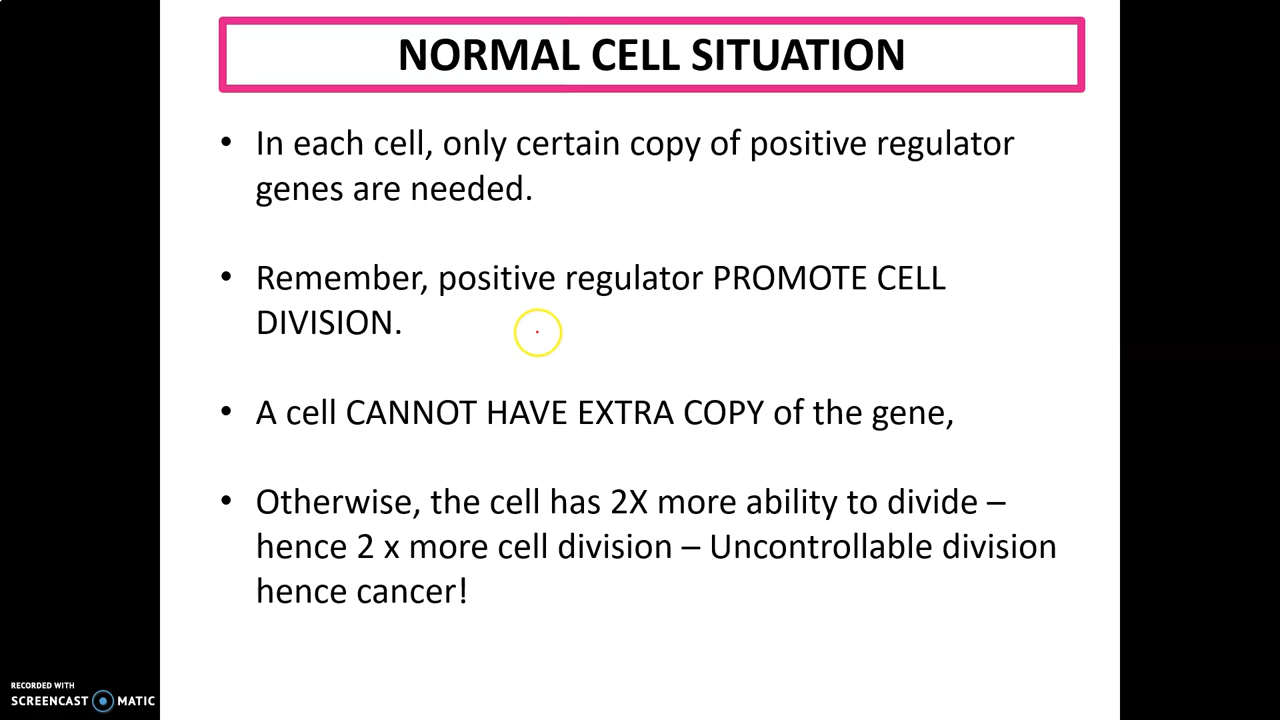 NORMAL CELL SITUATION
• In each cell, only certain copy of positive regulator
genes are needed.
• Remember, positive regulator PROMOTE CELL
DIVISION.
• A cell CANNOT HAVE EXTRA COPY of the gene,
• Otherwise, the cell has 2X more ability to divide –
hence 2 x more cell division – Uncontrollable division
hence cancer!
RECORDED WITH
SCREENCAST MATIC